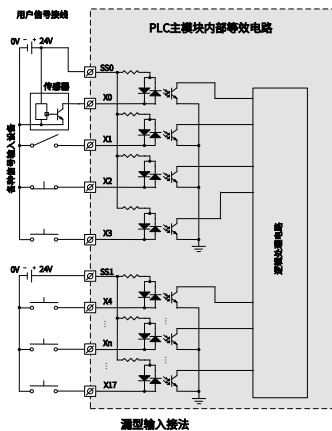 用户信号接线
PLC主模块内部等效电路
0V - + 24V
SS0
传感器
X0
X1
各种信号输入设备
X2
X3
逻辑处理电路
0V - + 24V
SS1
X4
Xn
X17
漏型输入接法